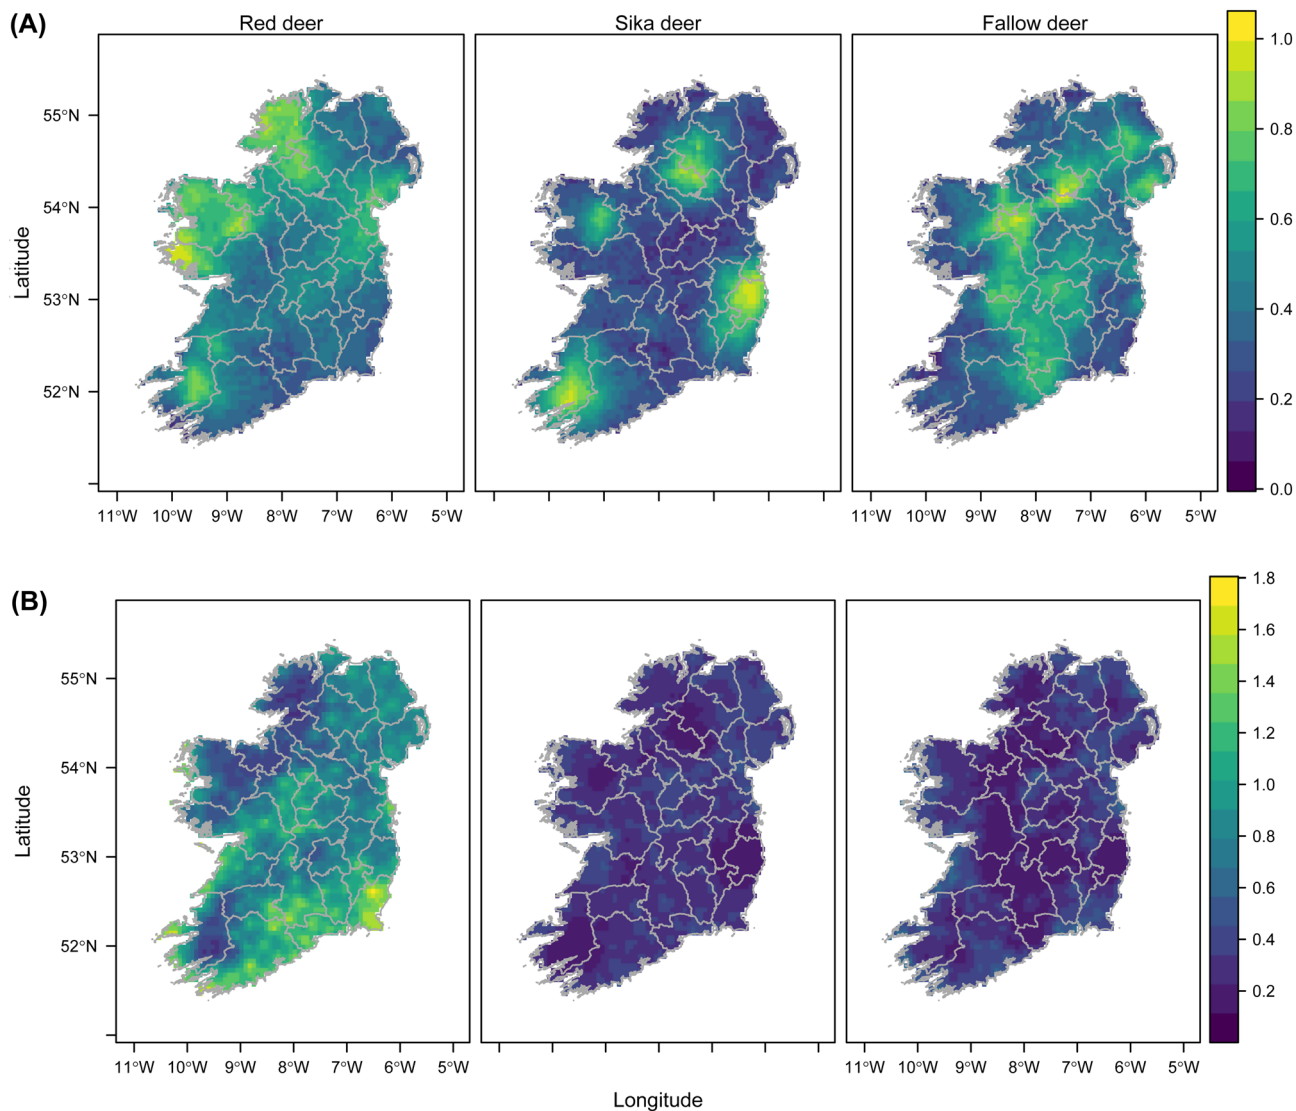 (A)
Red deer
Sika deer
Fallow deer
55°N
54°N
53°N
52°N
Latitude
11°W 10°W 9°W 8°W 7°W 6°W 5°W
11°W 10°W 9°W 8°W 7°W 6°W 5°W
1.0
0.8
0.6
0.4
0.2
0.0
(B)
55°N
54°N
53°N
52°N
Latitude
11°W 10°W 9°W 8°W 7°W 6°W 5°W
11°W 10°W 9°W 8°W 7°W 6°W 5°W
1.8
1.6
1.4
1.2
1.0
0.8
0.6
0.4
0.2
Longitude